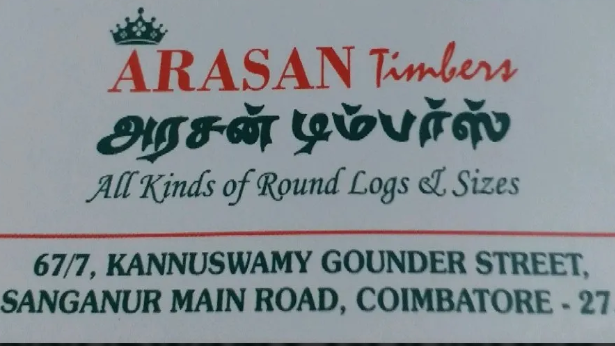 ARASAN Timbers
அரசன் டிம்பர்ஸ்
All Kinds of Round Logs & Sizes
67/7, KANNUSWAMY GOUNDER STREET,
SANGANUR MAIN ROAD, COIMBATORE - 27